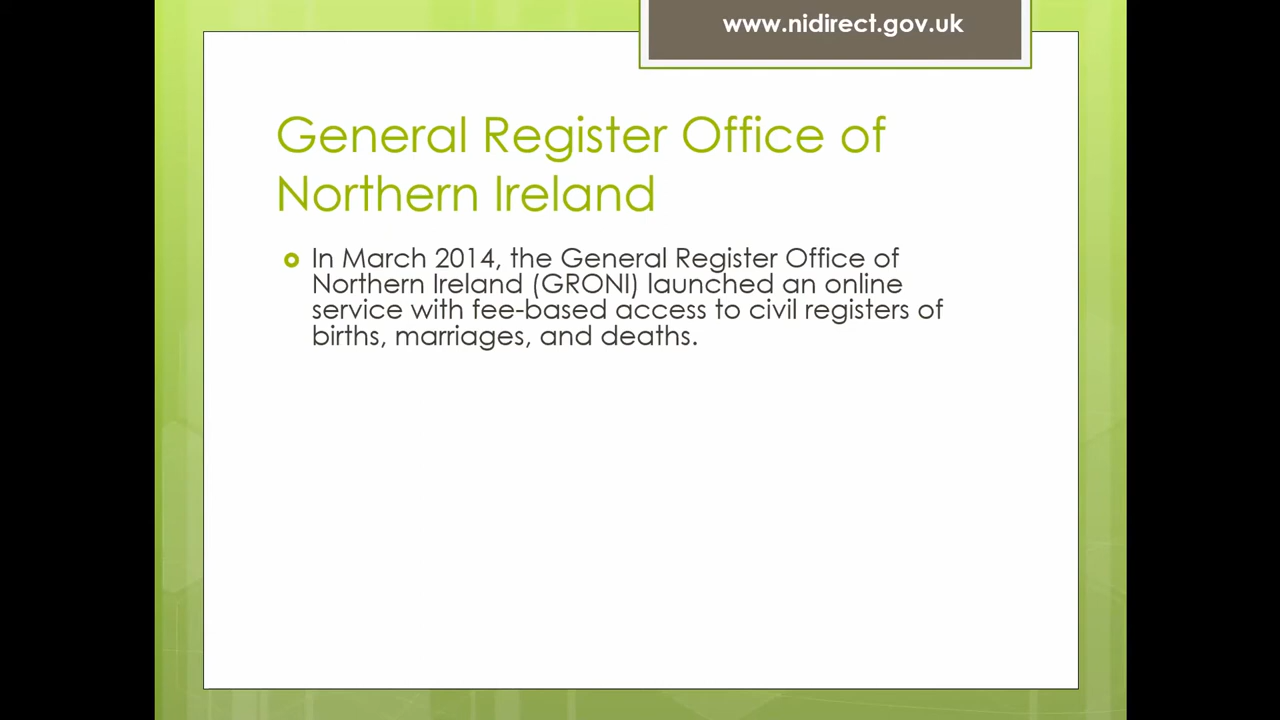 www.nidirect.gov.uk
General Register Office of
Northern Ireland
In March 2014, the General Register Office of
Northern Ireland (GRONI) launched an online
service with fee-based access to civil registers of
births, marriages, and deaths.